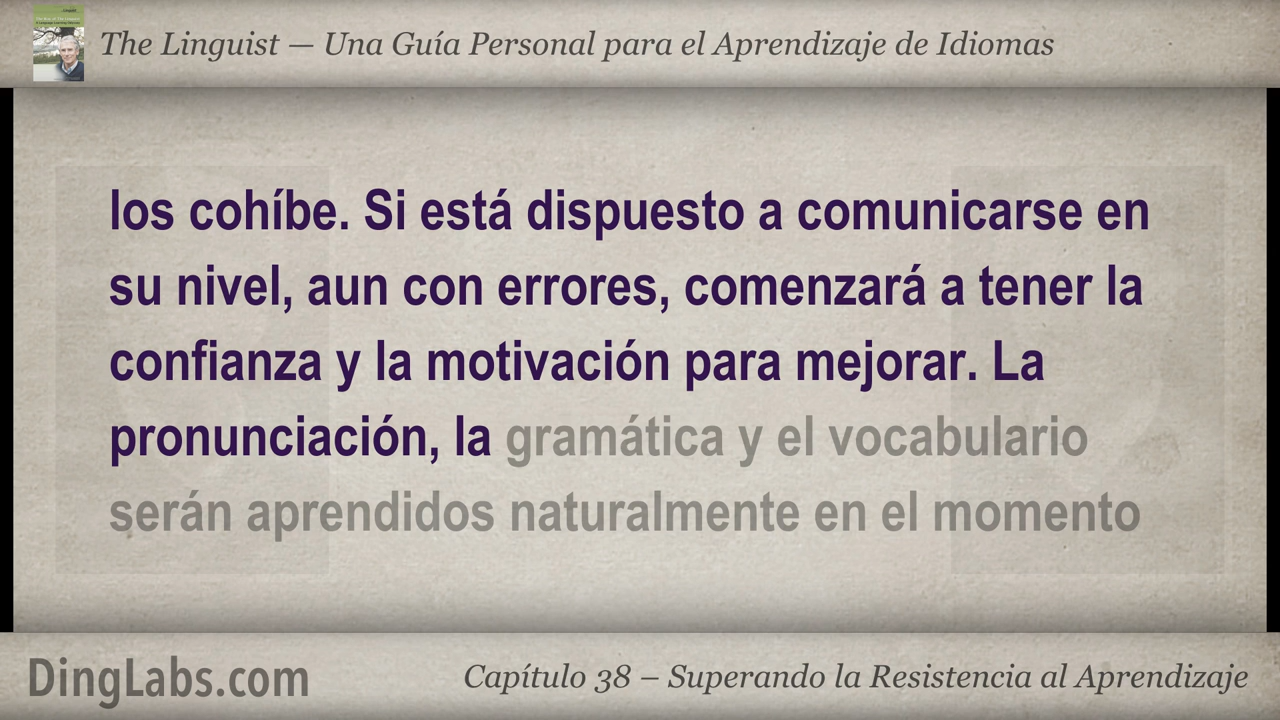 The Linguist — Una Guía Personal para el Aprendizaje de Idiomas
los cohíbe. Si está dispuesto a comunicarse en
su nivel, aun con errores, comenzará a tener la
confianza y la motivación para mejorar. La
pronunciación, la gramática y el vocabulario
serán aprendidos naturalmente en el momento
DingLabs.com
Capítulo 38 – Superando la Resistencia al Aprendizaje